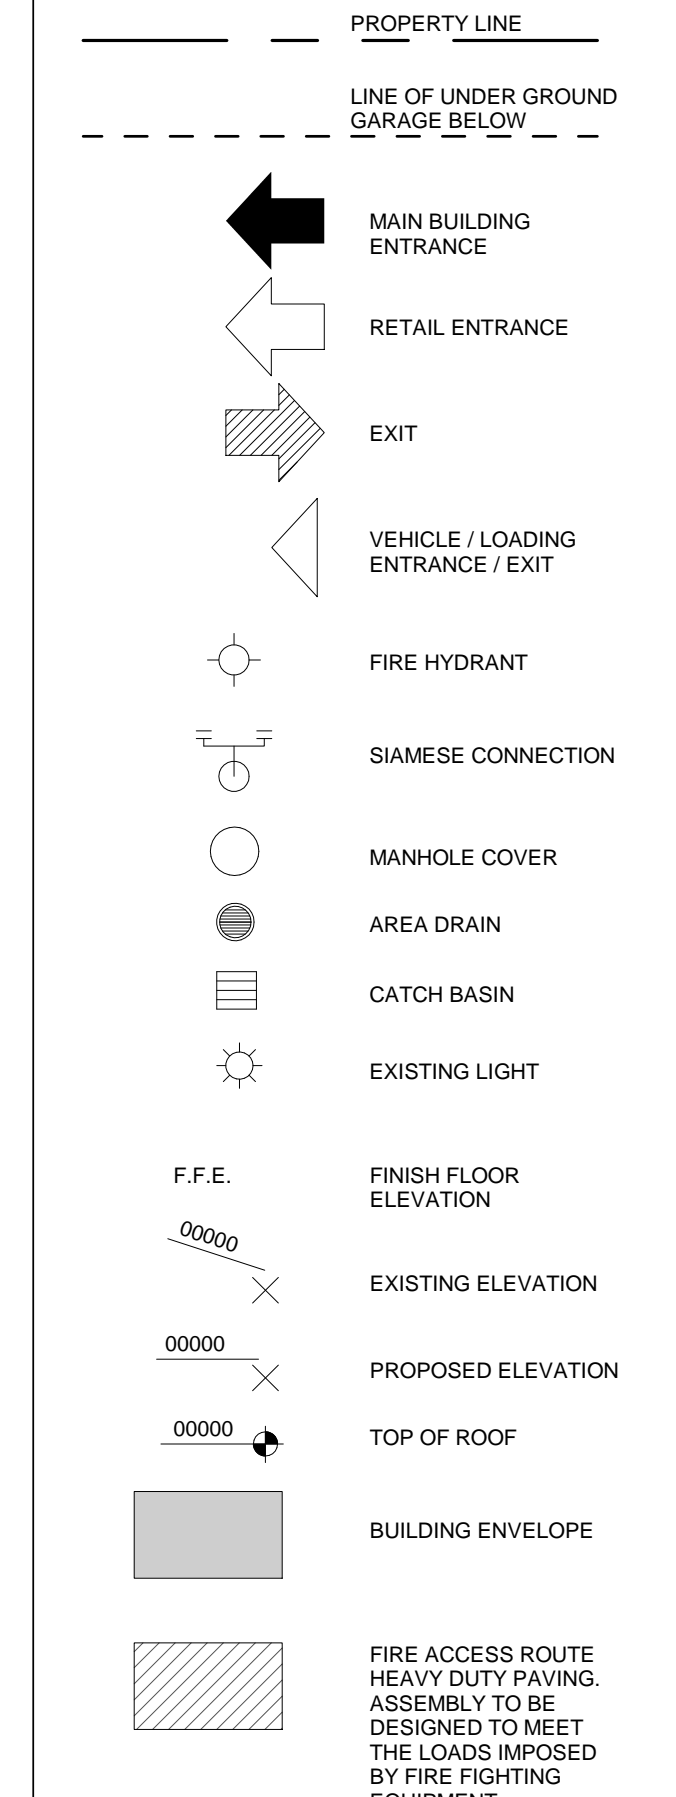 PROPERTY LINE
LINE OF UNDER GROUND
GARAGE BELOW
MAIN BUILDING
ENTRANCE
RETAIL ENTRANCE
EXIT
VEHICLE / LOADING
ENTRANCE / EXIT
FIRE HYDRANT
SIAMESE CONNECTION
MANHOLE COVER
AREA DRAIN
CATCH BASIN
EXISTING LIGHT
F.F.E.
FINISH FLOOR
ELEVATION
00000
EXISTING ELEVATION
00000
PROPOSED ELEVATION
00000
TOP OF ROOF
BUILDING ENVELOPE
FIRE ACCESS ROUTE
HEAVY DUTY PAVING.
ASSEMBLY TO BE
DESIGNED TO MEET
THE LOADS IMPOSED
BY FIRE FIGHTING